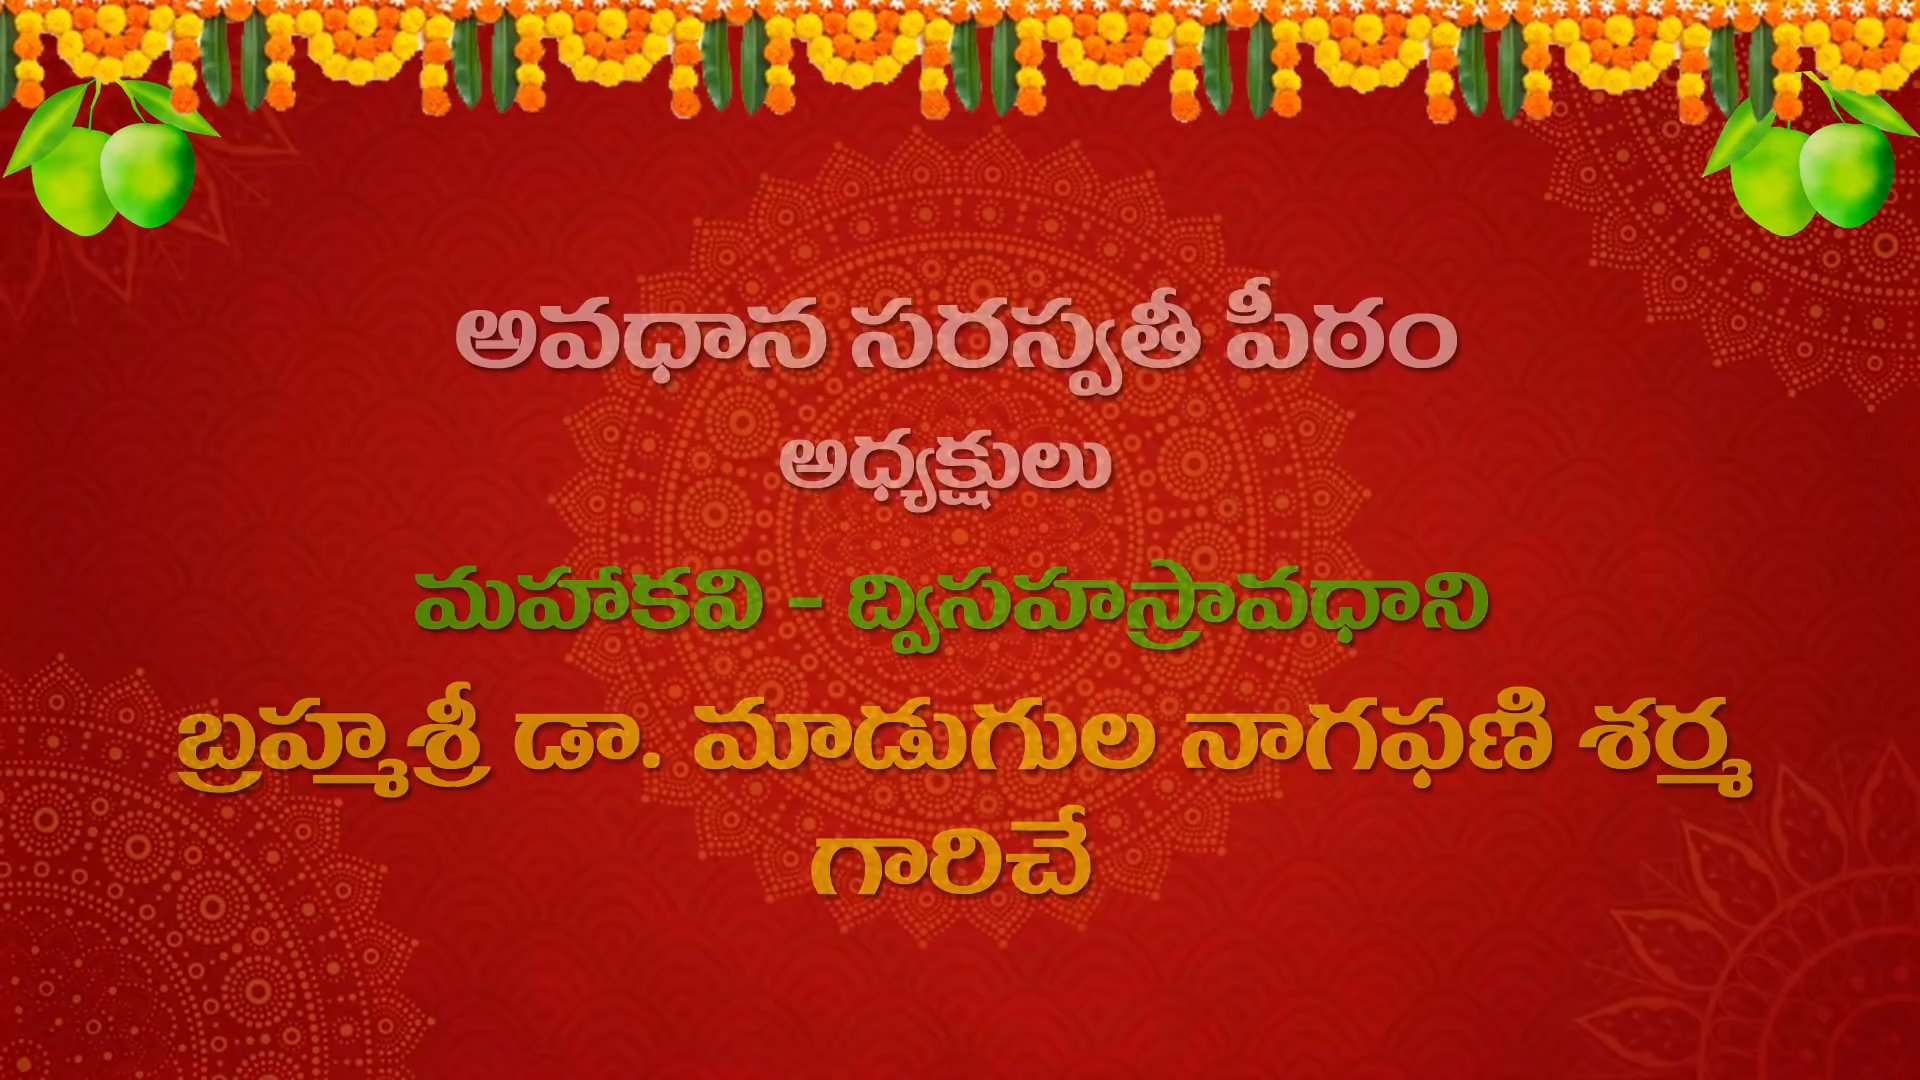 అవధాన సరస్వతీ పీఠం
అధ్యక్షులు
మహాకవి - ద్విసహస్రావధాని
బ్రహ్మశ్రీ డా. మాడుగుల నాగఫణి శర్మ
గారిచే